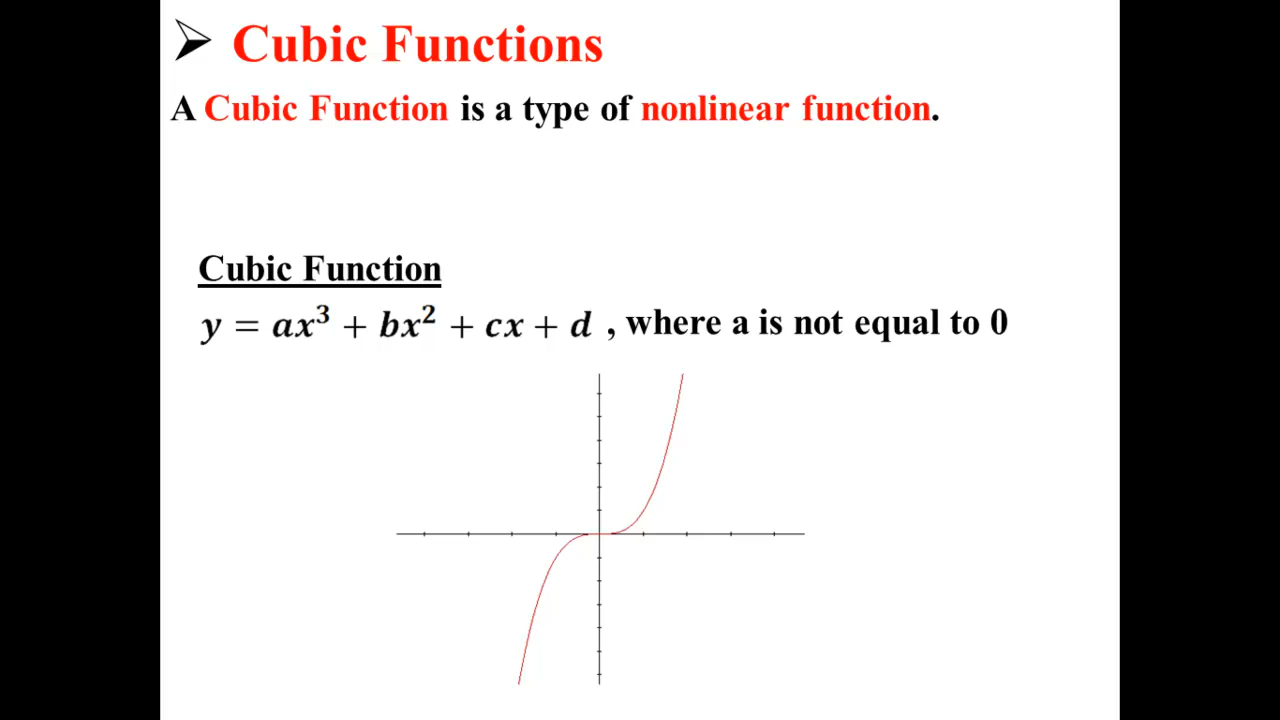 Cubic Functions
A Cubic Function is a type of nonlinear function.
Cubic Function
y = ax³ + bx² + cx + d , where a is not equal to 0